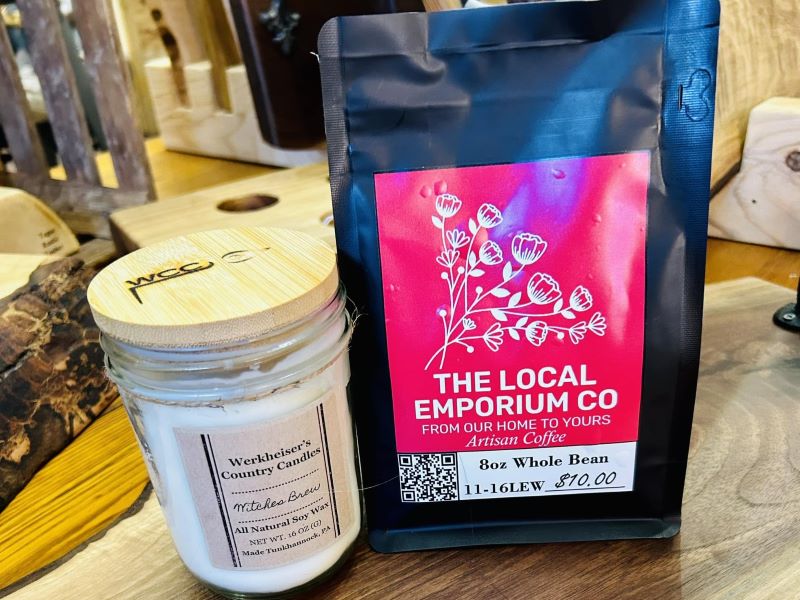 WCC
Werkheiser's
Country Candles
Witches Brew
All Natural Soy Wax
NET WT. 16 OZ (G)
Made Tunkhannock, PA
THE LOCAL
EMPORIUM CO
FROM OUR HOME TO YOURS
Artisan Coffee
8oz Whole Bean
11-16LEW $10.00